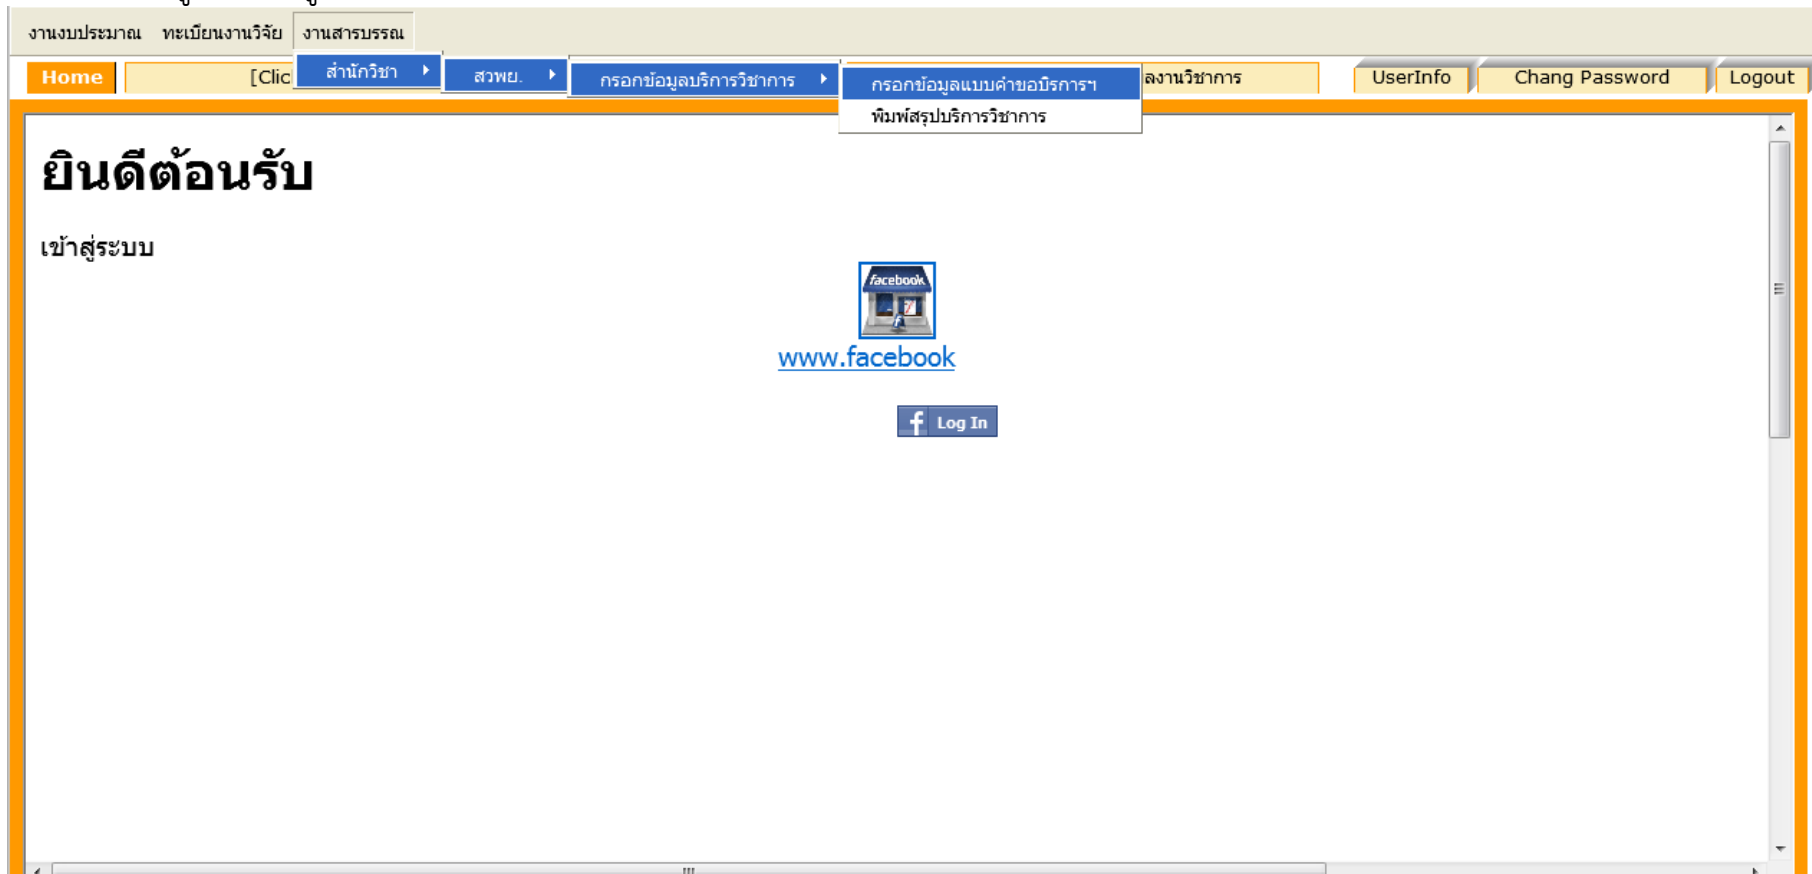 งานงบประมาณ ทะเบียนงานวิจัย งานสารบรรณ
Home [Clic สำนักวิชา สวพย. กรอกข้อมูลบริการวิชาการ กรอกข้อมูลแบบคำขอบริการฯ ลงานวิชาการ UserInfo Chang Password Logout
พิมพ์สรุปบริการวิชาการ
ยินดีต้อนรับ
เข้าสู่ระบบ
facebook
www.facebook
f Log In